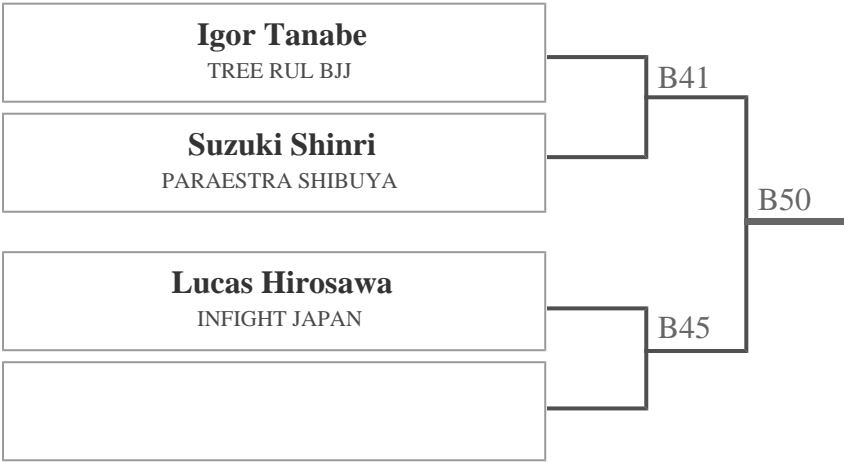 Igor Tanabe
TREE RUL BJJ
B41
Suzuki Shinri
PARAESTRA SHIBUYA
B50
Lucas Hirosawa
INFIGHT JAPAN
B45